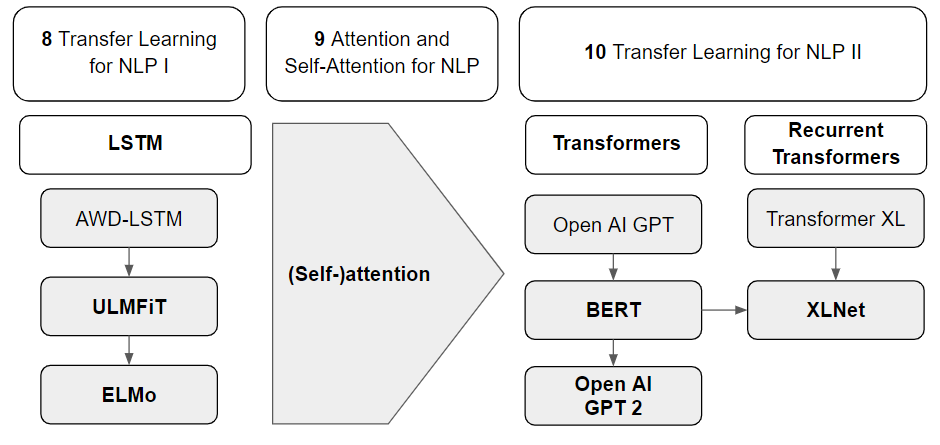 8 Transfer Learning
for NLP I
9 Attention and
Self-Attention for NLP
10 Transfer Learning for NLP II
LSTM
AWD-LSTM
ULMFiT
ELMo
(Self-)attention
Transformers
Open AI GPT
BERT
Open AI
GPT 2
Recurrent
Transformers
Transformer XL
XLNet